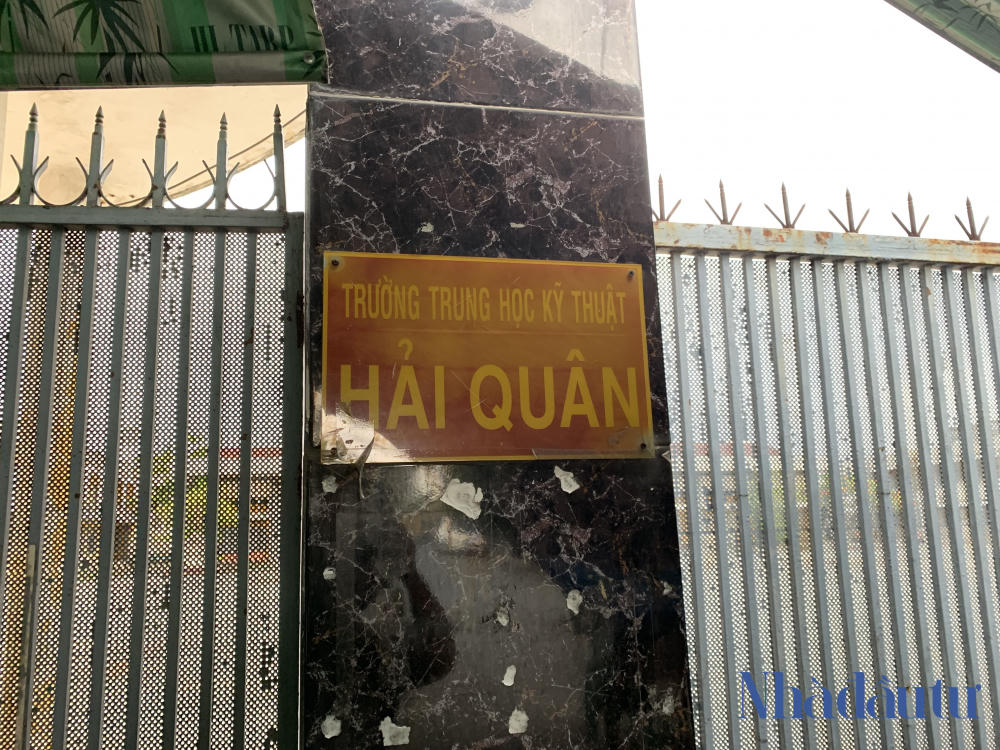 TRƯỜNG TRUNG HỌC KỸ THUẬT
HẢI QUÂN
Nhàđầutư